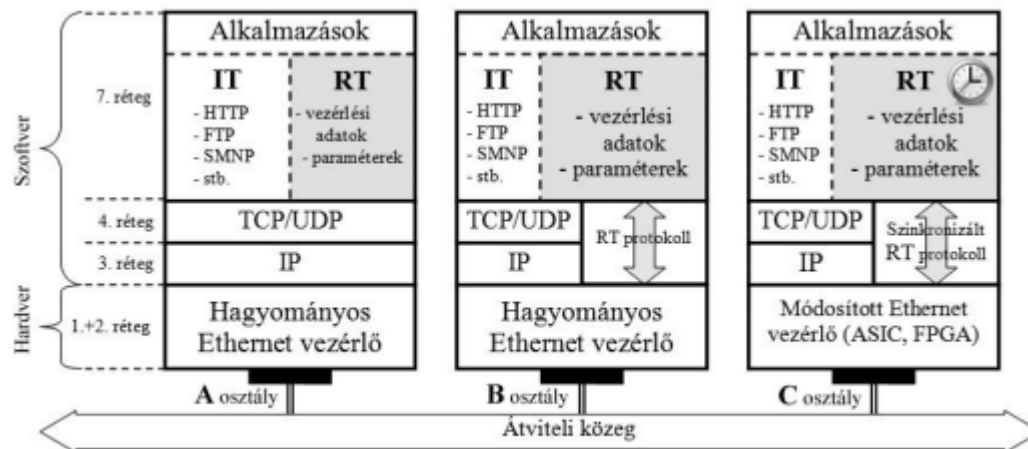 Szoftver
Hardver
7. réteg
4. réteg
3. réteg
1.+2. réteg
Alkalmazások
IT
- HTTP
- FTP
- SMNP
- stb.
RT
- vezérlési
adatok
- paraméterek
TCP/UDP
IP
Hagyományos
Ethernet vezérlő
A osztály
Alkalmazások
IT
- HTTP
- FTP
- SMNP
- stb.
RT
- vezérlési
adatok
- paraméterek
TCP/UDP
IP
RT protokoll
Hagyományos
Ethernet vezérlő
B osztály
Alkalmazások
IT
- HTTP
- FTP
- SMNP
- stb.
RT
- vezérlési
adatok
- paraméterek
TCP/UDP
IP
Szinkronizált
RT protokoll
Módosított Ethernet
vezérlő (ASIC, FPGA)
C osztály
Átviteli közeg